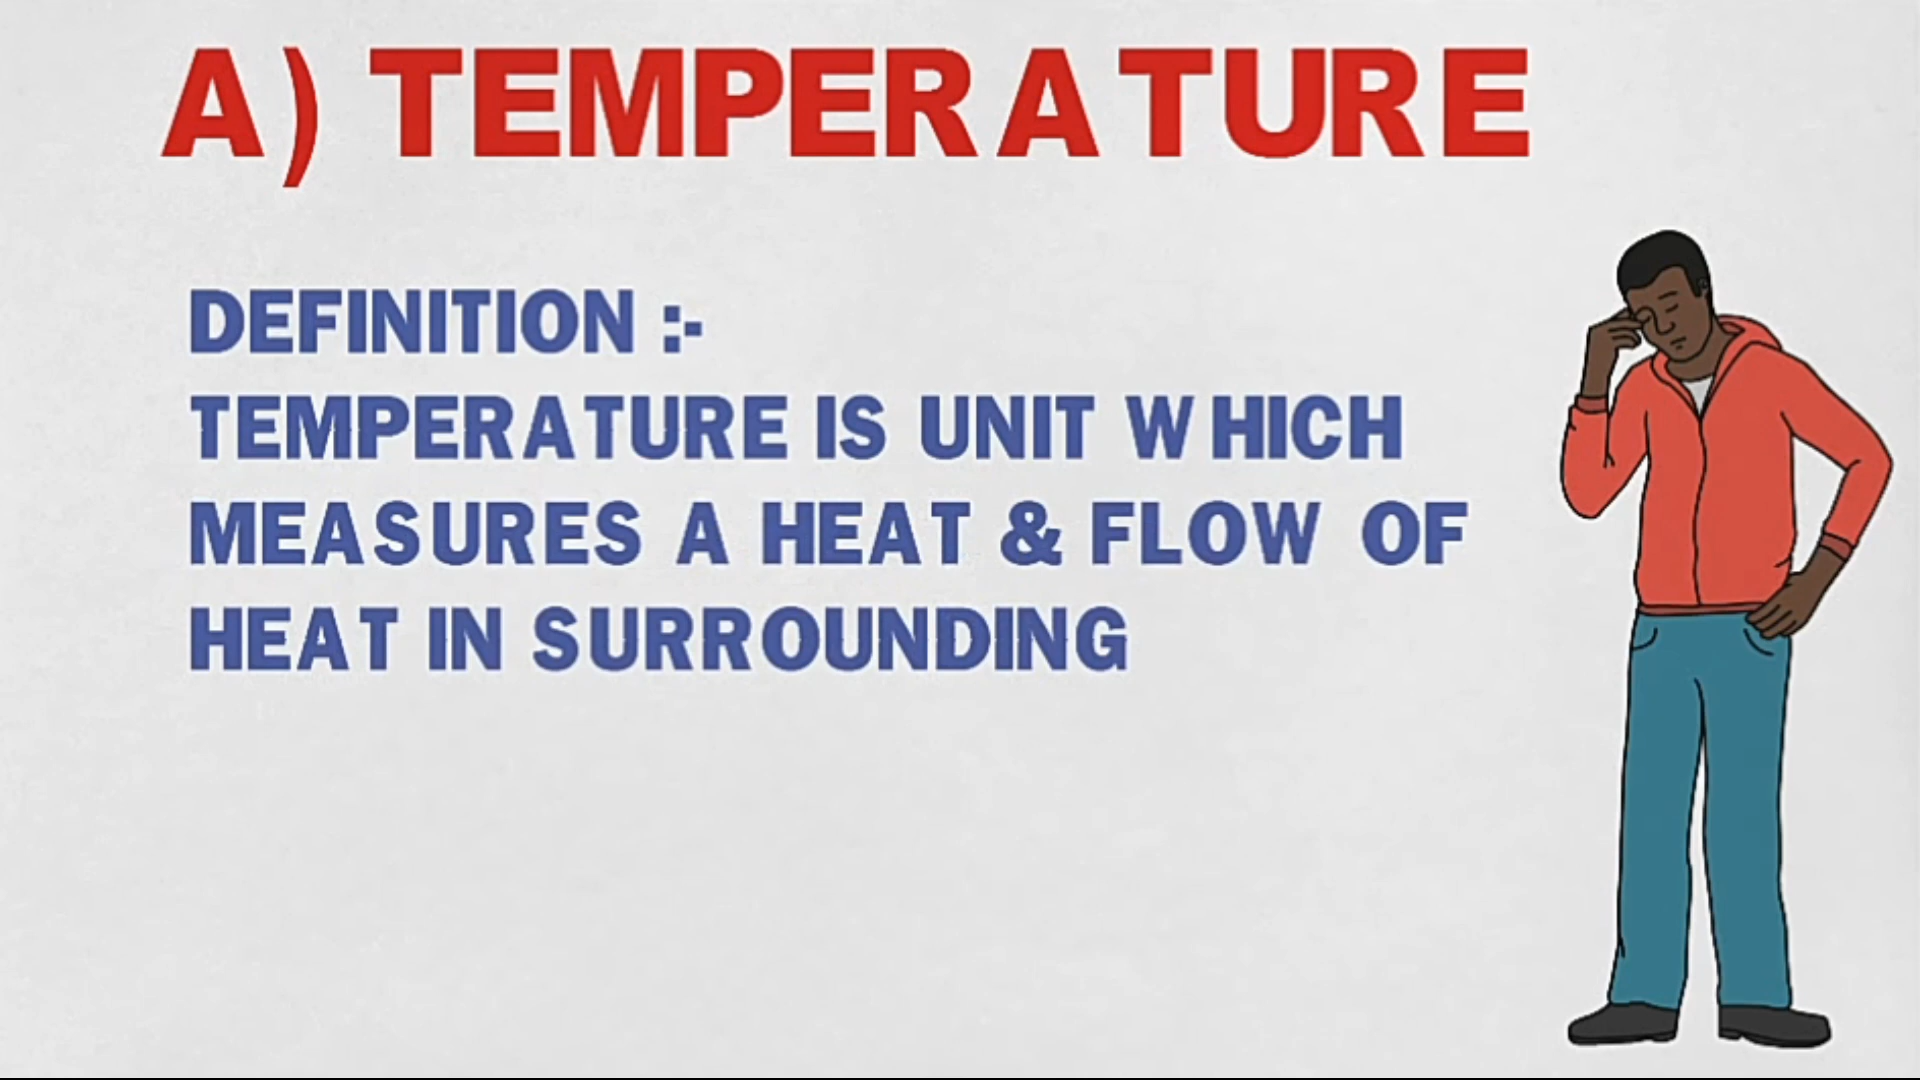 A) TEMPERATURE
DEFINITION :-
TEMPERATURE IS UNIT WHICH
MEASURES A HEAT & FLOW OF
HEAT IN SURROUNDING